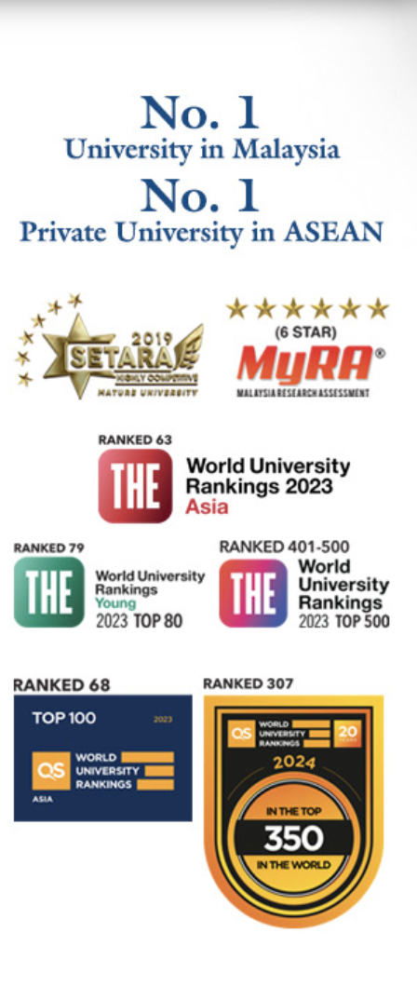 No. 1
University in Malaysia
No. 1
Private University in ASEAN
2019
SETARA
HIGHLY COMPETITIVE
MATURE UNIVERSITY
(6 STAR)
MyRA®
MALAYSIA RESEARCH ASSESSMENT
RANKED 63
THE
World University
Rankings 2023
Asia
RANKED 79
THE
World University
Rankings
Young
2023 TOP 80
RANKED 401-500
THE
World
University
Rankings
2023 TOP 500
RANKED 68
TOP 100 2023
QS
WORLD
UNIVERSITY
RANKINGS
ASIA
RANKED 307
QS
WORLD
UNIVERSITY
RANKINGS
20
YEARS
2024
IN THE TOP
350
IN THE WORLD